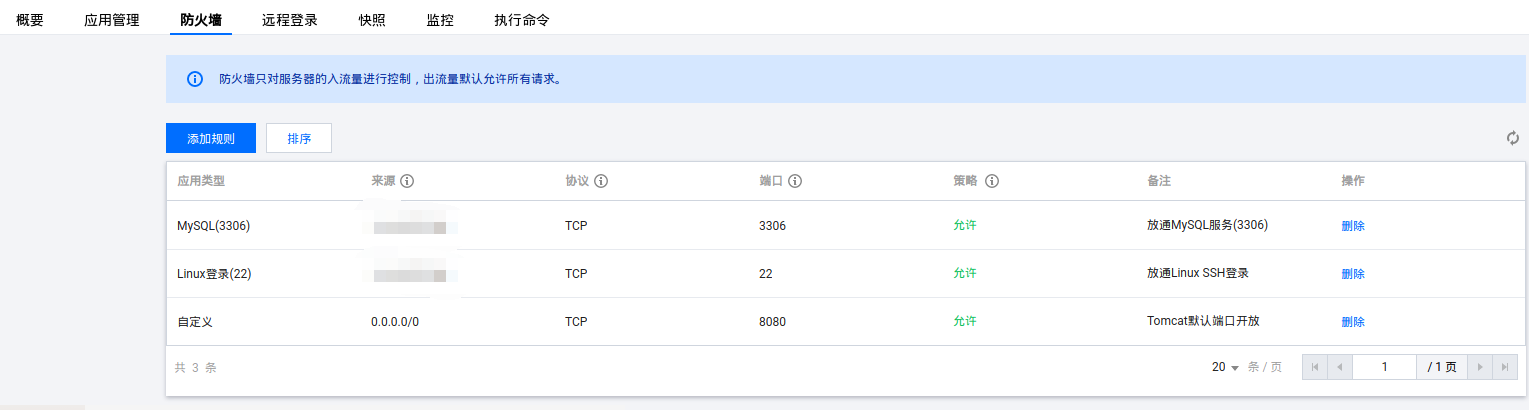 概要 应用管理 防火墙 远程登录 快照 监控 执行命令
防火墙只对服务器的入流量进行控制，出流量默认允许所有请求。
添加规则 排序
应用类型 来源 协议 端口 策略 备注 操作
MySQL(3306) TCP 3306 允许 放通MySQL服务(3306) 删除
Linux登录(22) TCP 22 允许 放通Linux SSH登录 删除
自定义 0.0.0.0/0 TCP 8080 允许 Tomcat默认端口开放 删除
共 3 条 20 条 / 页 1 / 1 页